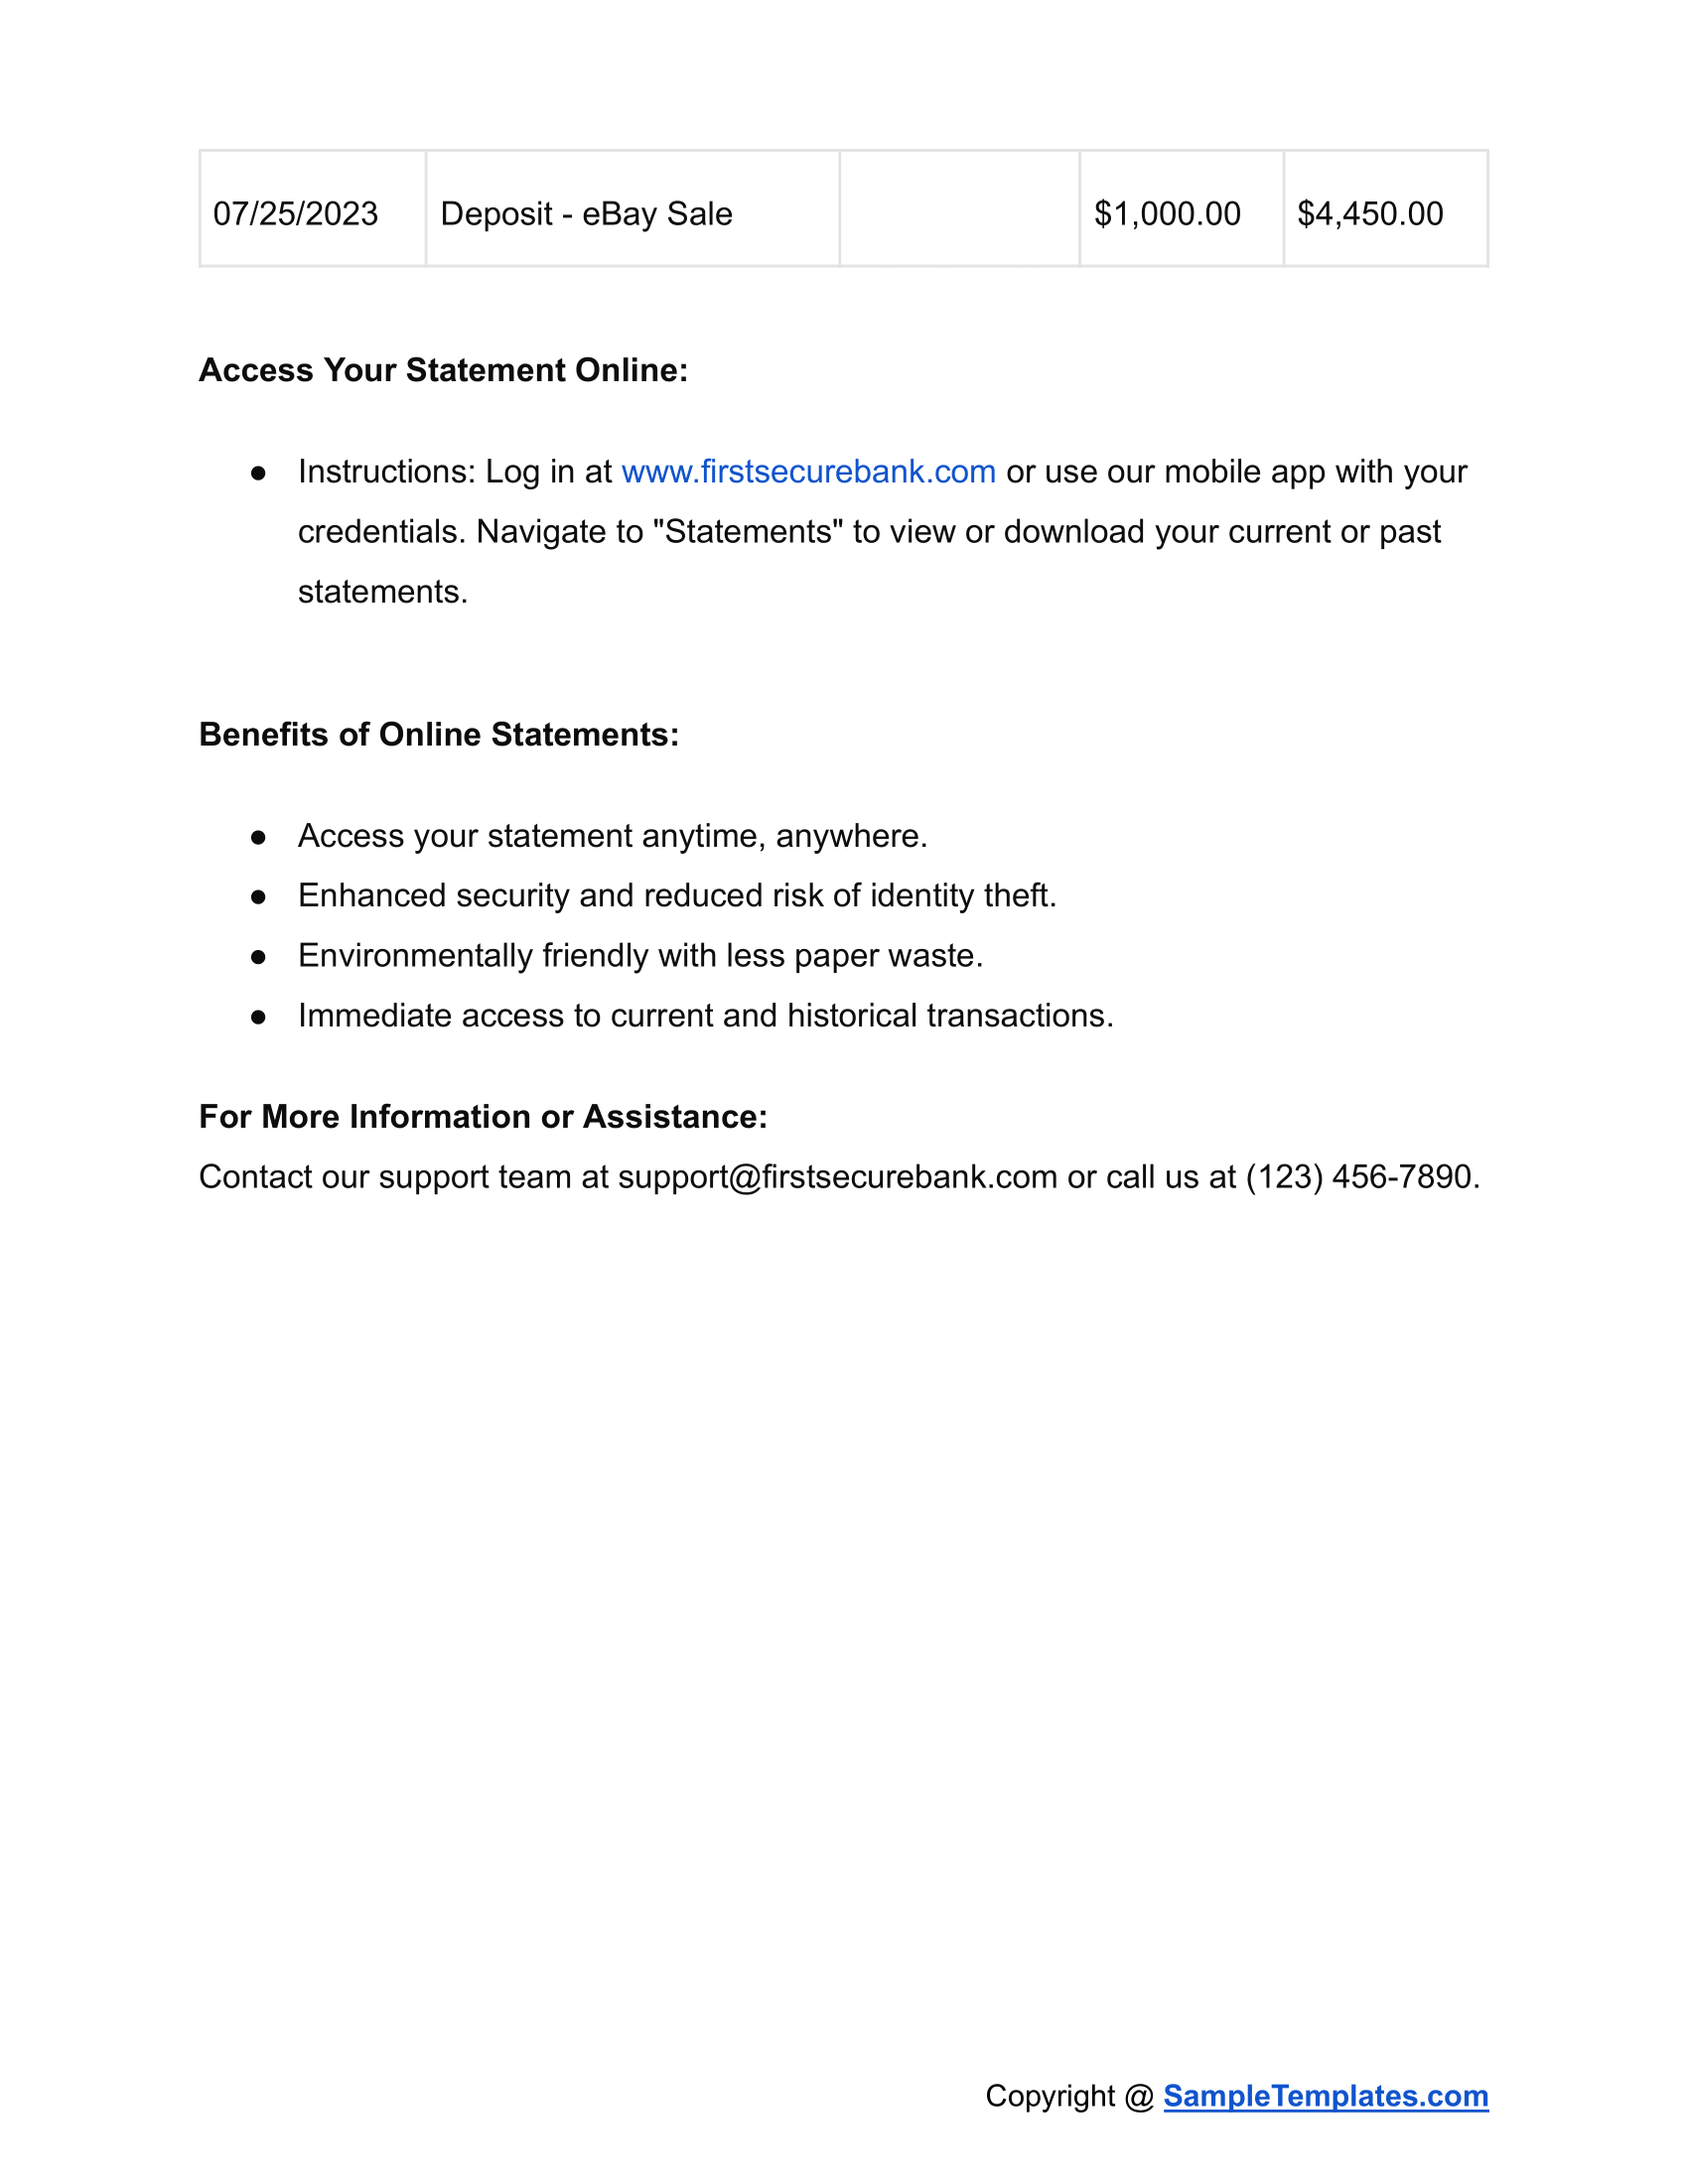 07/25/2023 Deposit - eBay Sale $1,000.00 $4,450.00
Access Your Statement Online:
● Instructions: Log in at www.firstsecurebank.com or use our mobile app with your
credentials. Navigate to "Statements" to view or download your current or past
statements.
Benefits of Online Statements:
● Access your statement anytime, anywhere.
● Enhanced security and reduced risk of identity theft.
● Environmentally friendly with less paper waste.
● Immediate access to current and historical transactions.
For More Information or Assistance:
Contact our support team at support@firstsecurebank.com or call us at (123) 456-7890.
Copyright @ SampleTemplates.com